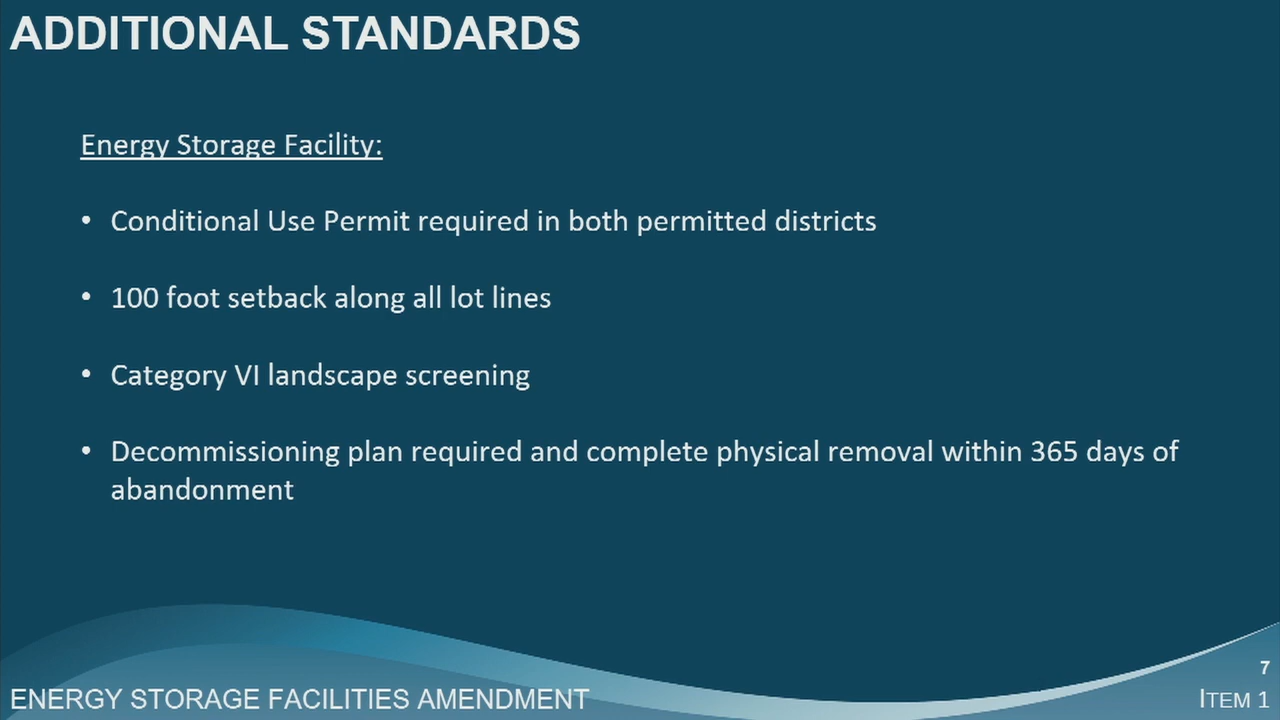 ADDITIONAL STANDARDS
Energy Storage Facility:
• Conditional Use Permit required in both permitted districts
• 100 foot setback along all lot lines
• Category VI landscape screening
• Decommissioning plan required and complete physical removal within 365 days of
abandonment
7
ENERGY STORAGE FACILITIES AMENDMENT
ITEM 1